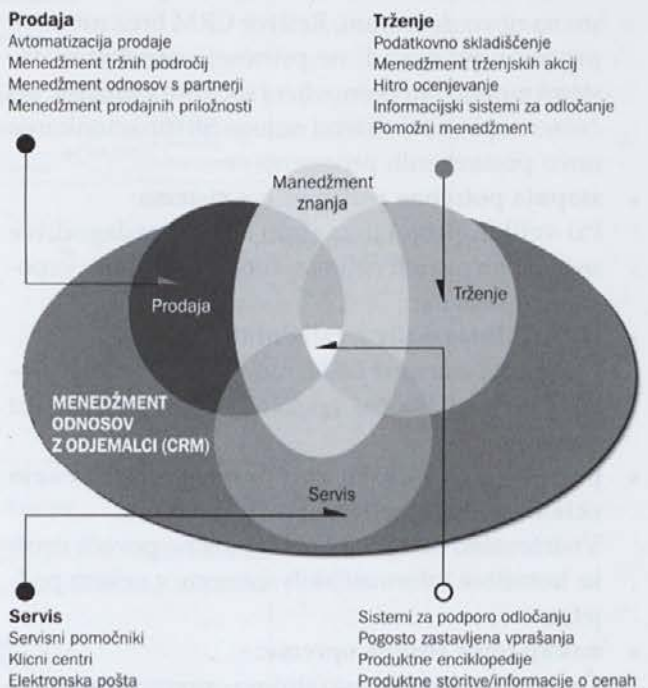 Prodaja
Avtomatizacija prodaje
Menedžment tržnih področij
Menedžment odnosov s partnerji
Menedžment prodajnih priložnosti
Trženje
Podatkovno skladiščenje
Menedžment trženjskih akcij
Hitro ocenjevanje
Informacijski sistemi za odločanje
Pomožni menedžment
Manedžment
znanja
Prodaja
Trženje
MENEDŽMENT
ODNOSOV
Z ODJEMALCI (CRM)
Servis
Servis
Servisni pomočniki
Klicni centri
Elektronska pošta
Sistemi za podporo odločanju
Pogosto zastavljena vprašanja
Produktne enciklopedije
Produktne storitve/informacije o cenah